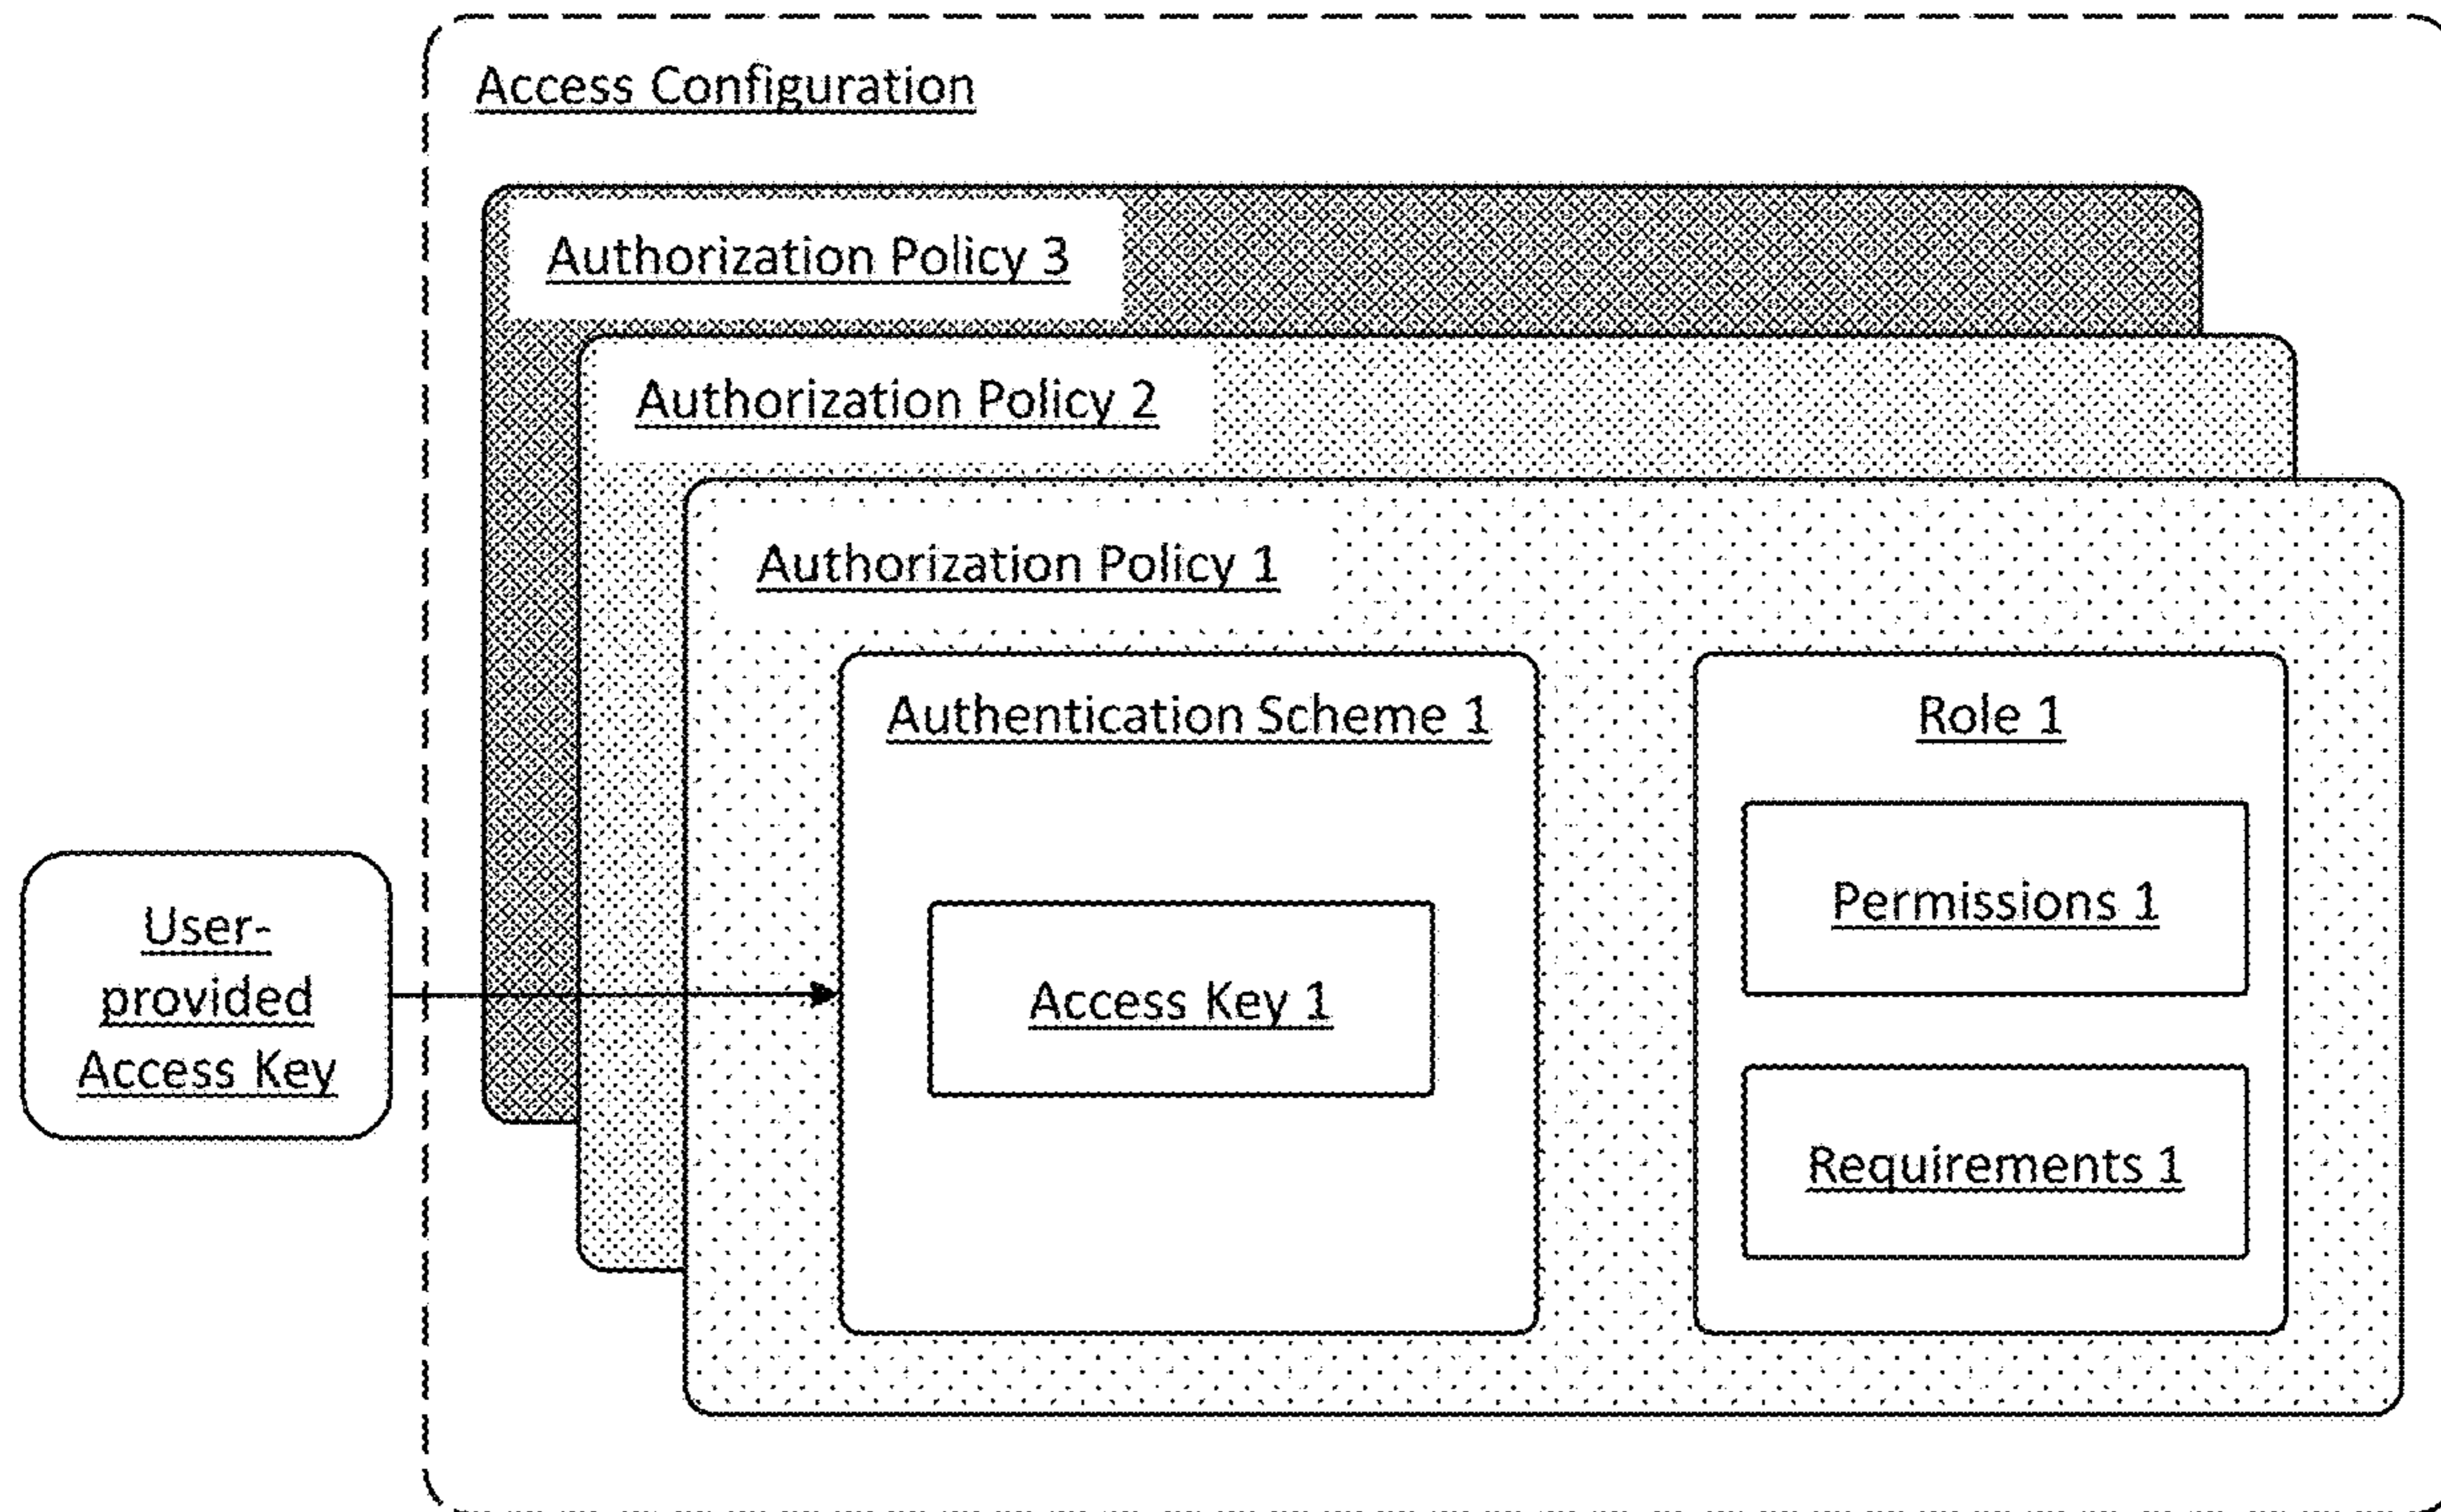 Access Configuration
Authorization Policy 3
Authorization Policy 2
Authorization Policy 1
Authentication Scheme 1
Role 1
Permissions 1
User-
provided
Access Key
Access Key 1
Requirements 1